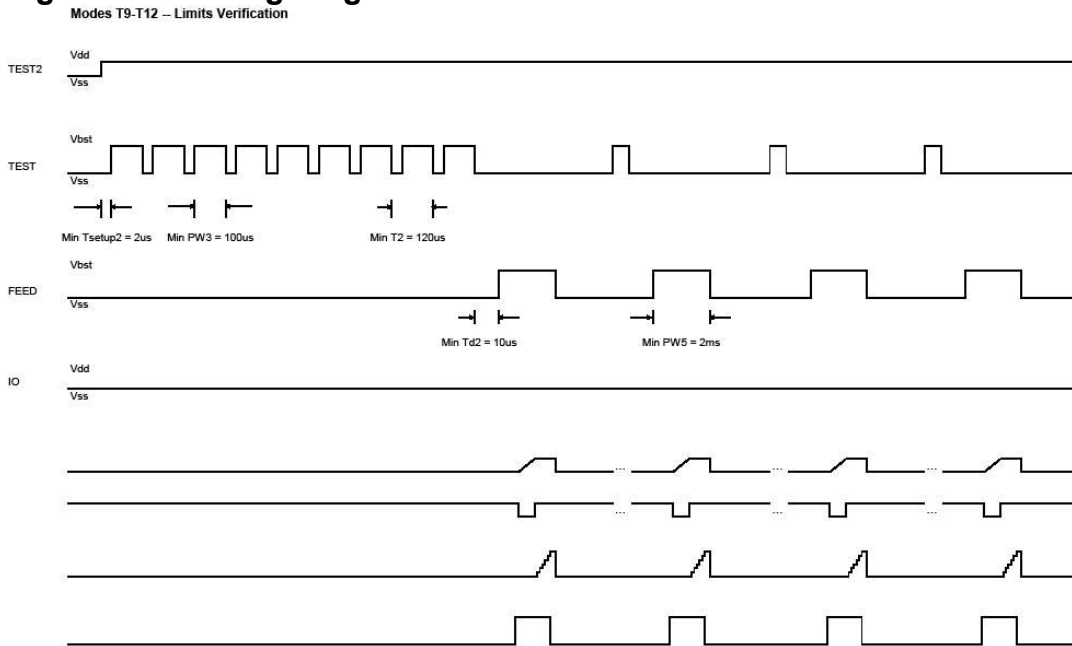 Modes T9-T12 -- Limits Verification
Vdd
TEST2
Vss
Vbst
TEST
Vss
Min Tsetup2 = 2us Min PW3 = 100us Min T2 = 120us
Vbst
FEED
Vss
Min Td2 = 10us Min PW5 = 2ms
Vdd
IO
Vss
... ... ...
... ... ...